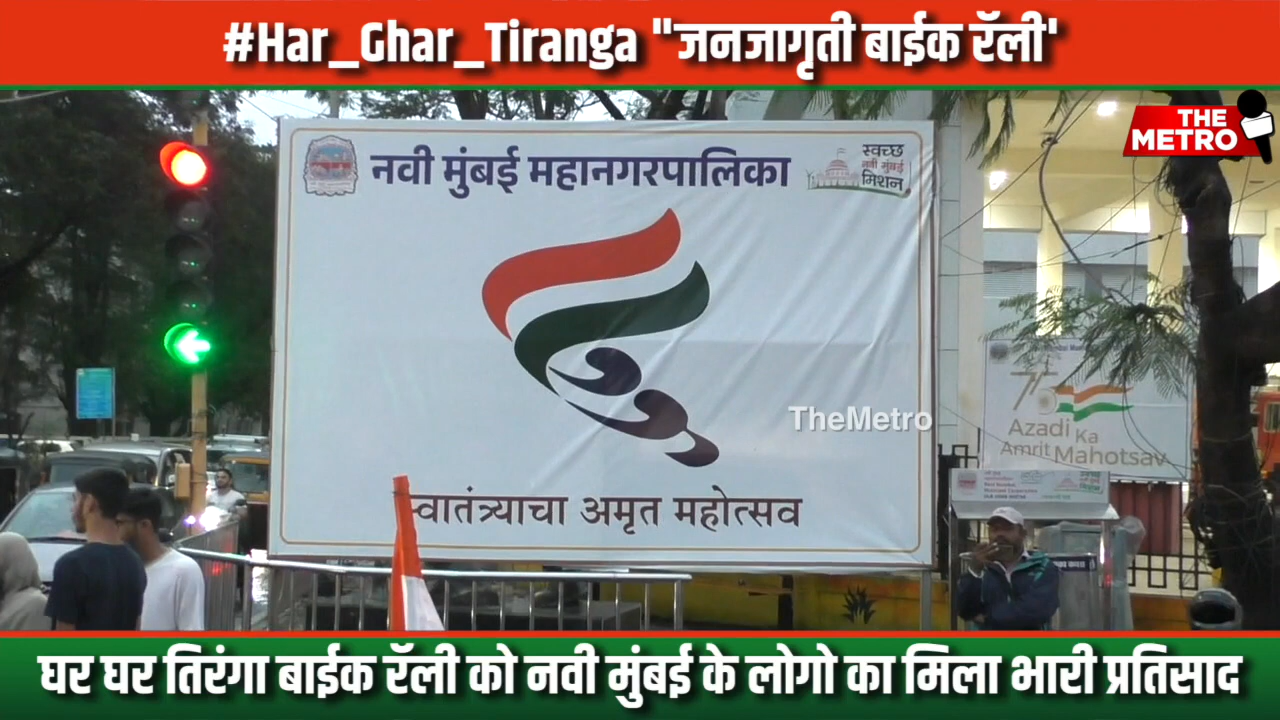 #Har_Ghar_Tiranga "जनजागृती बाईक रॅली'
THE
METRO
नवी मुंबई महानगरपालिका
स्वच्छ
नवी मुंबई
मिशन
TheMetro
75
Azadi Ka
Amrit Mahotsav
स्वातंत्र्याचा अमृत महोत्सव
घर घर तिरंगा बाईक रॅली को नवी मुंबई के लोगो का मिला भारी प्रतिसाद